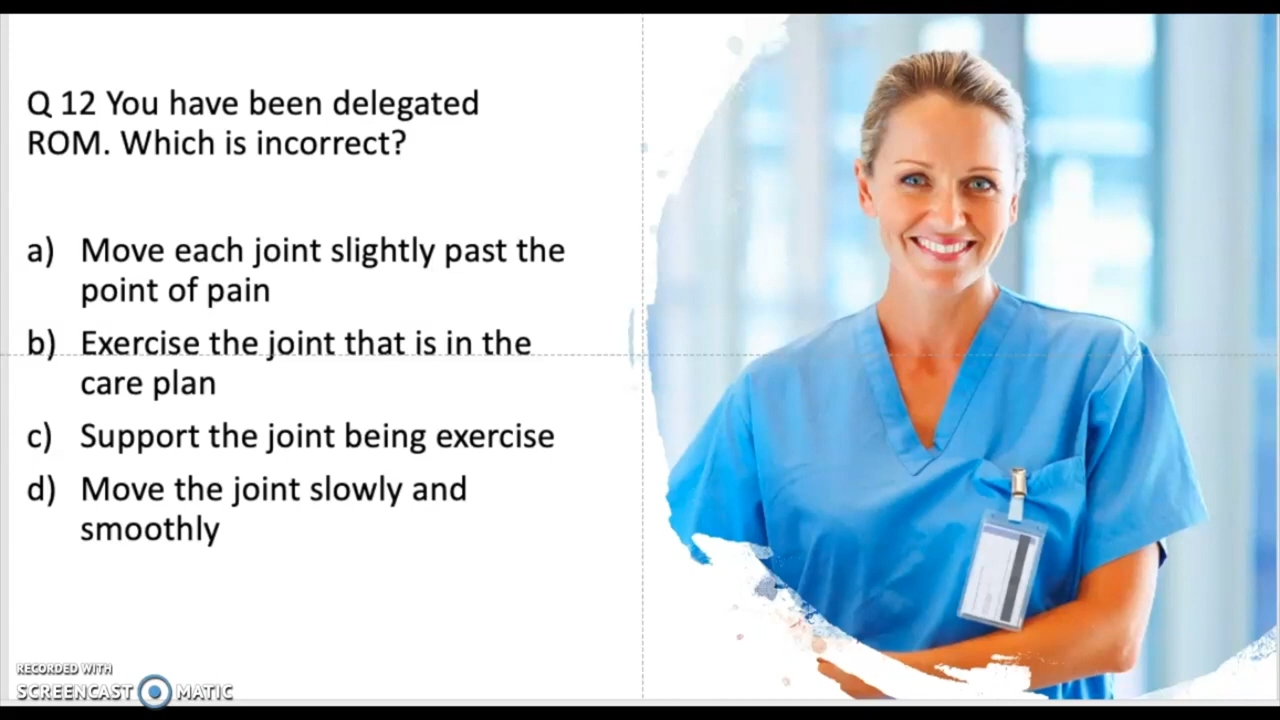 Q 12 You have been delegated
ROM. Which is incorrect?
a) Move each joint slightly past the
point of pain
b) Exercise the joint that is in the
care plan
c) Support the joint being exercise
d) Move the joint slowly and
smoothly
RECORDED WITH
SCREENCAST MATIC